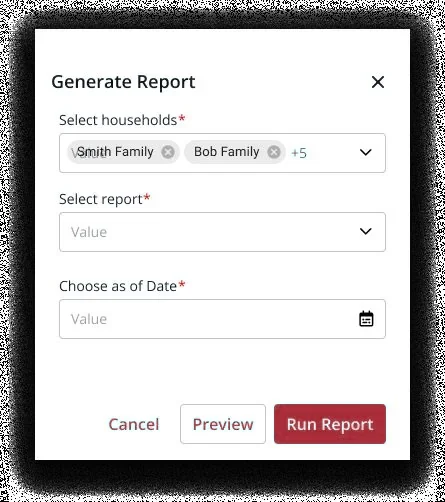 Generate Report
Select households*
Smith Family Bob Family +5
Select report*
Value
Choose as of Date*
Value
Cancel Preview Run Report